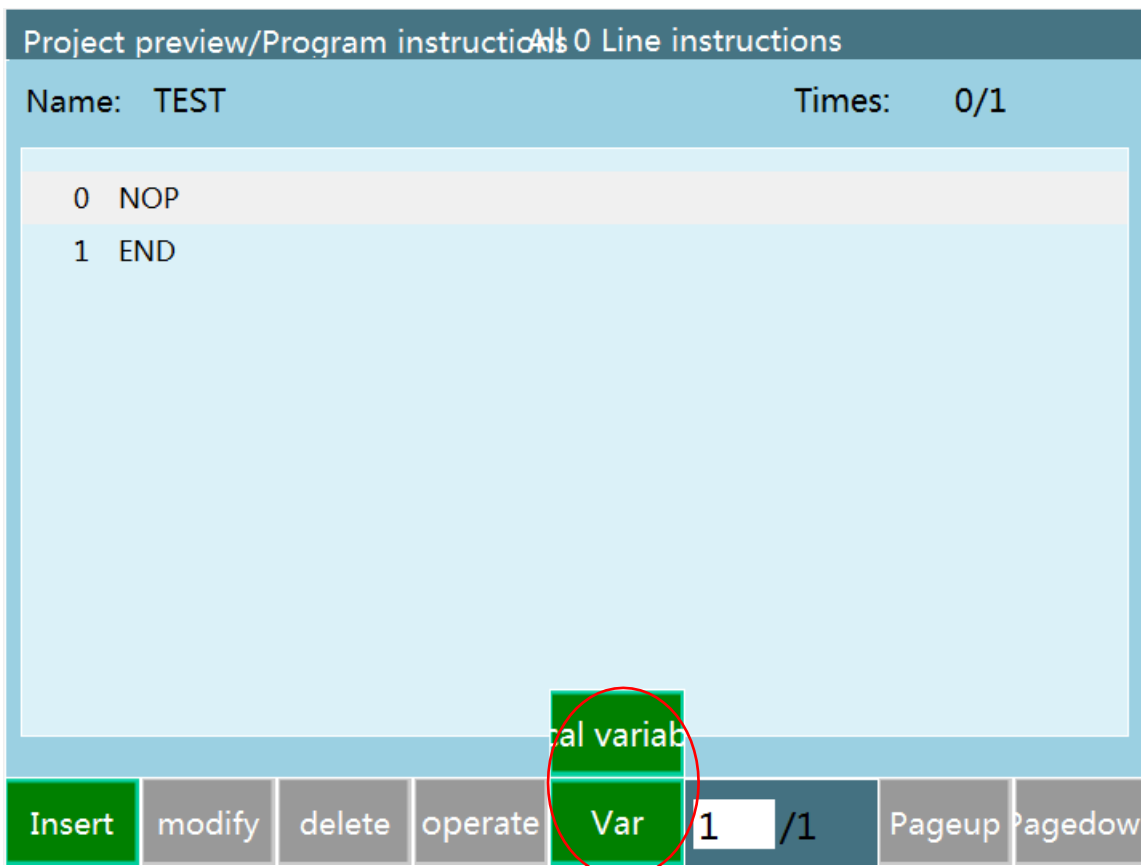 Project preview/Program instructions All 0 Line instructions
Name: TEST Times: 0/1
0 NOP
1 END
cal variab
Insert modify delete operate Var 1 /1 Pageup Pagedow